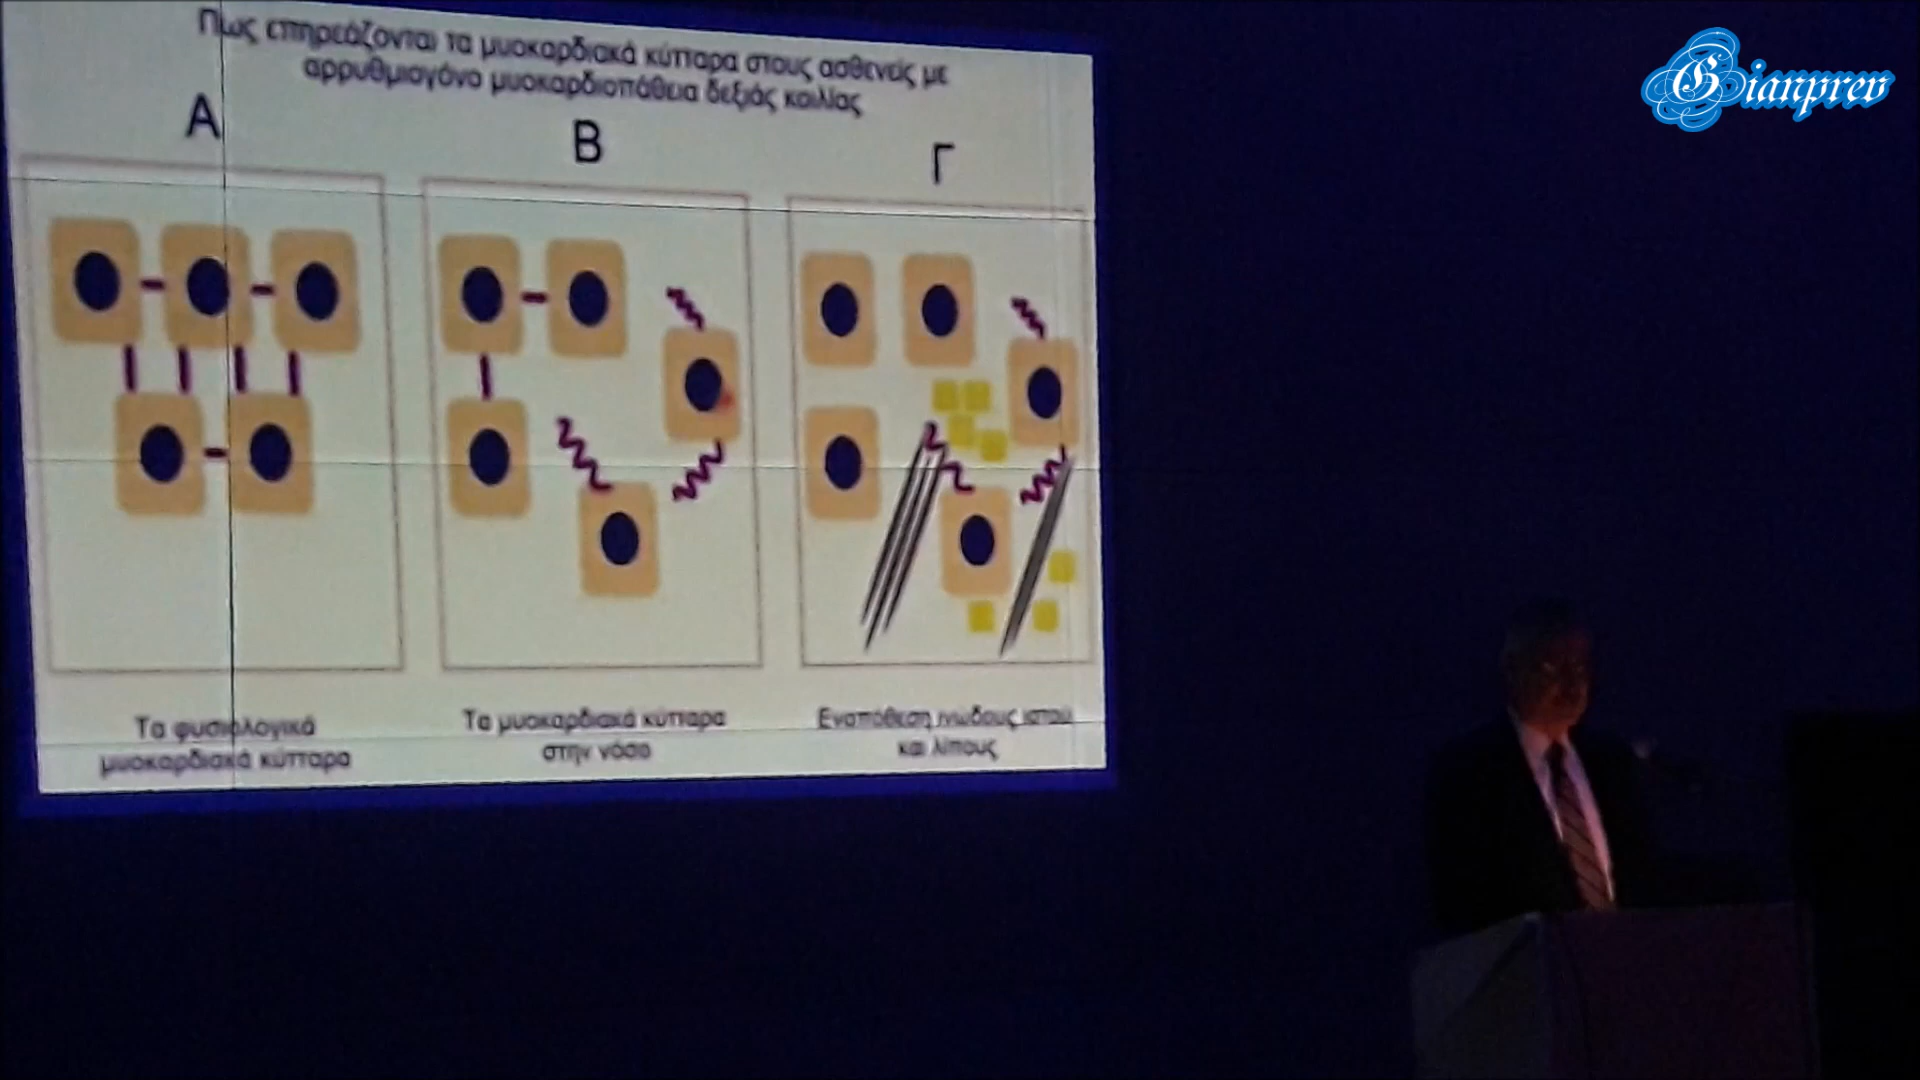 Πως επηρεάζονται τα μυοκαρδιακά κύτταρα στους ασθενείς με
αρρυθμιογόνο μυοκαρδιοπάθεια δεξιάς κοιλίας
Α
Β
Γ
Τα φυσιολογικά
μυοκαρδιακά κύτταρα
Τα μυοκαρδιακά κύτταρα
στην νόσο
Εναπόθεση ινώδους ιστού
και λίπους
Gianprev